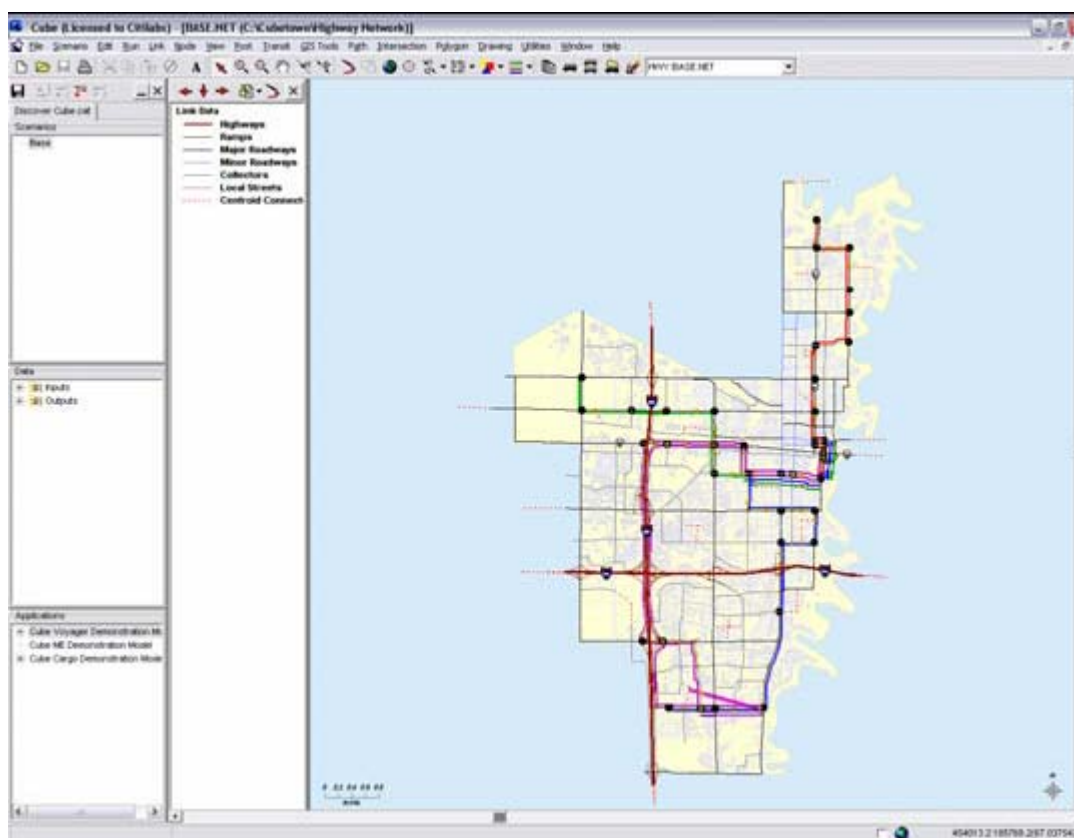 Cube (Licensed to Citilabs) - [BASE.NET (C:\Cubetown\Highway Network)]
File Scenario Edit Run Link Node View Post Transit GIS Tools Path Intersection Polygon Drawing Utilities Window Help
A HWY:BASE.NET
Discover Cube.cat
Scenarios
Base
Link Data
Highways
Ramps
Major Roadways
Minor Roadways
Collectors
Local Streets
Centroid Connect
Data
Inputs
Outputs
Applications
Cube Voyager Demonstration M
Cube ME Demonstration Model
Cube Cargo Demonstration Mode